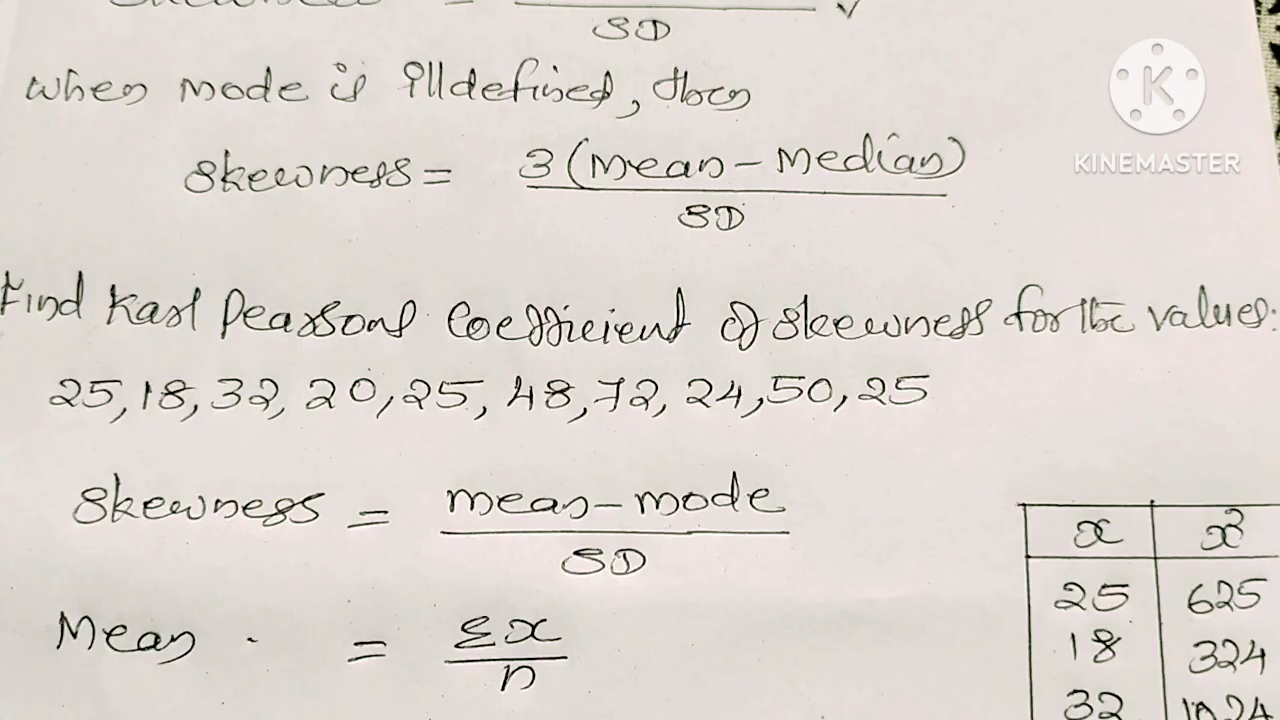 SD
When mode is illdefined, then
Skewness = 3 (Mean - Median)
SD
K
KINEMASTER
Find Karl Pearsons Coefficient of skewness for the values.
25, 18, 32, 20, 25, 48, 72, 24, 50, 25
Skewness = mean - mode
SD
Mean = Σx
n
x x²
25 625
18 324
32 1024